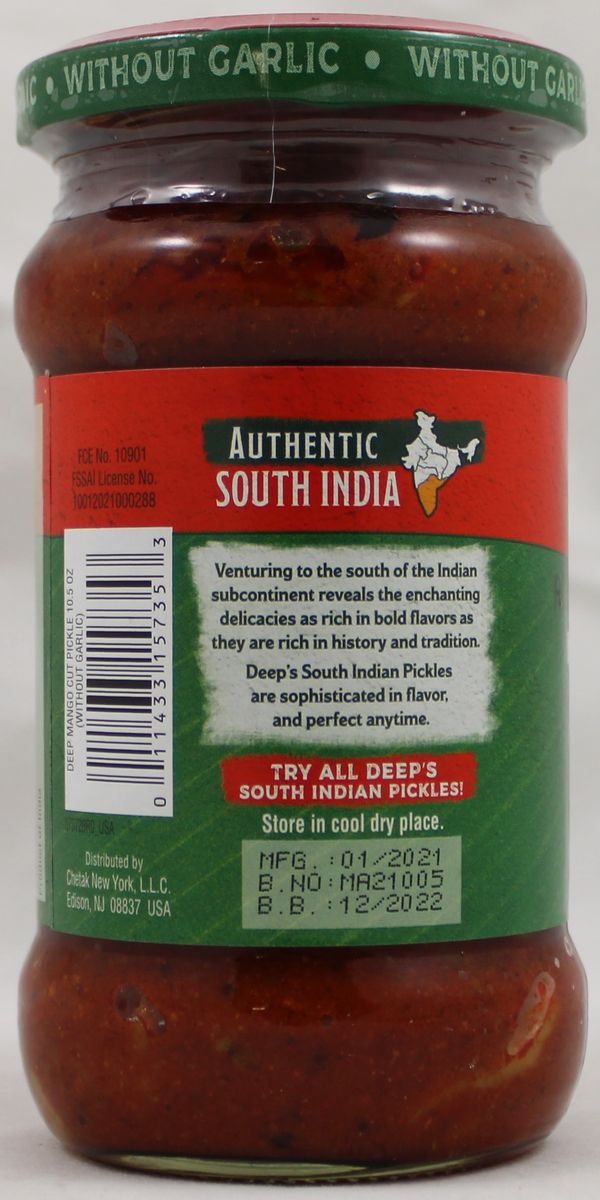 WITHOUT GARLIC • WITHOUT
FCE No. 10901
FSSAI License No.
10012021000288
AUTHENTIC
SOUTH INDIA
DEEP MANGO CUT PICKLE 10.5 OZ
(WITHOUT GARLIC)
0 11433 15735 3
Venturing to the south of the Indian
subcontinent reveals the enchanting
delicacies as rich in bold flavors as
they are rich in history and tradition.
Deep's South Indian Pickles
are sophisticated in flavor,
and perfect anytime.
TRY ALL DEEP'S
SOUTH INDIAN PICKLES!
Store in cool dry place.
MFG.:01/2021
B.NO:MA21005
B.B.:12/2022
USA
Distributed by
Chetak New York, L.L.C.
Edison, NJ 08837 USA
Product of India